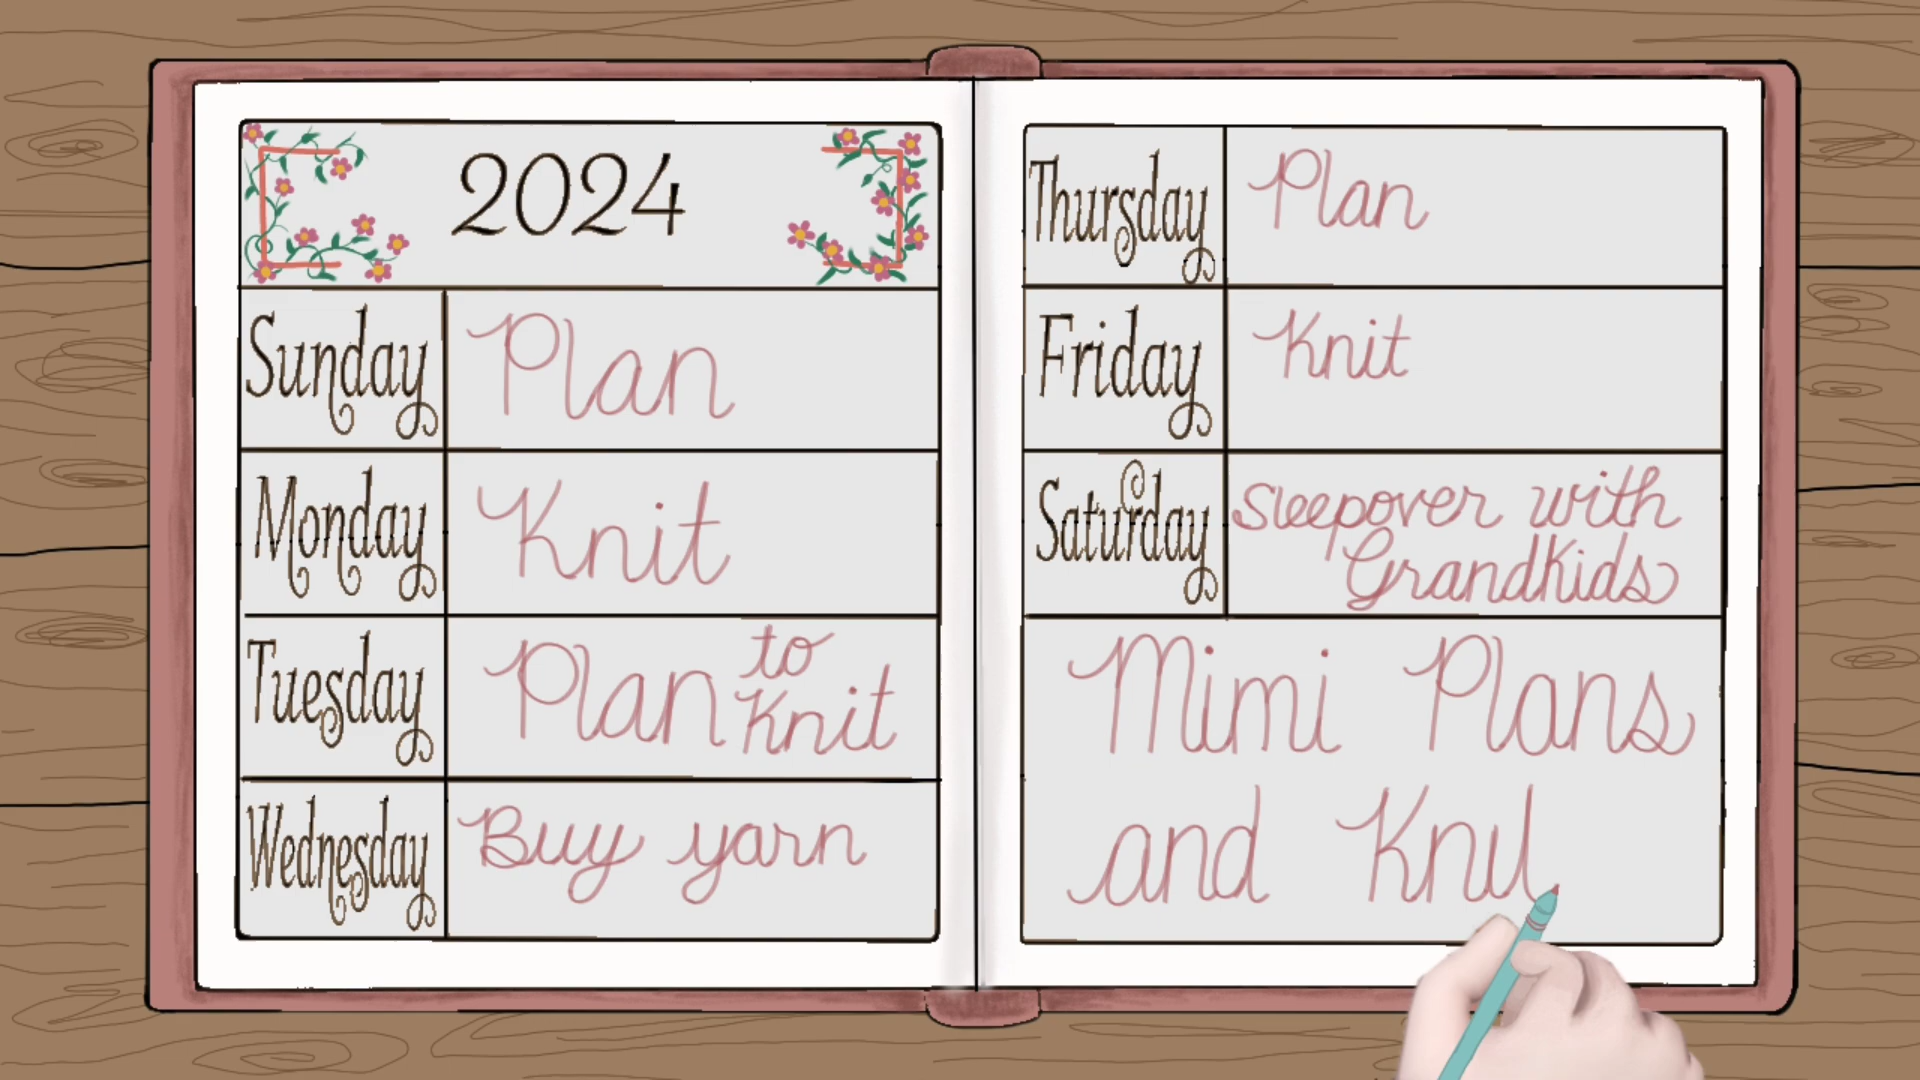 2024
Sunday
Plan
Monday
Knit
Tuesday
Plan to Knit
Wednesday
Buy yarn
Thursday
Plan
Friday
Knit
Saturday
Sleepover with
GrandKids
Mimi Plans
and